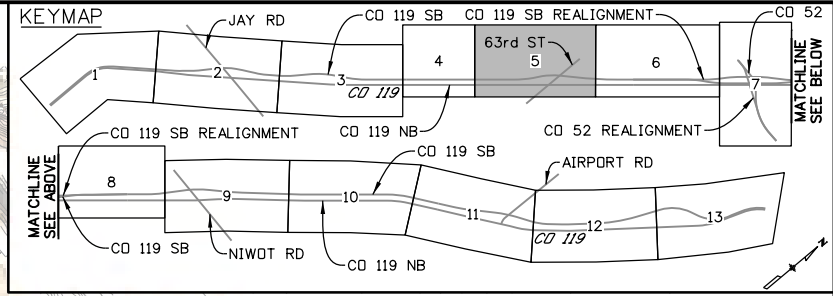 KEYMAP
JAY RD
CO 119 SB
CO 119 SB REALIGNMENT
CO 52
63rd ST
1
2
3
4
5
6
7
CO 119
CO 119 NB
CO 52 REALIGNMENT
MATCHLINE
SEE BELOW
MATCHLINE
SEE ABOVE
CO 119 SB REALIGNMENT
CO 119 SB
AIRPORT RD
8
9
10
11
12
13
CO 119
CO 119 SB
NIWOT RD
CO 119 NB
N